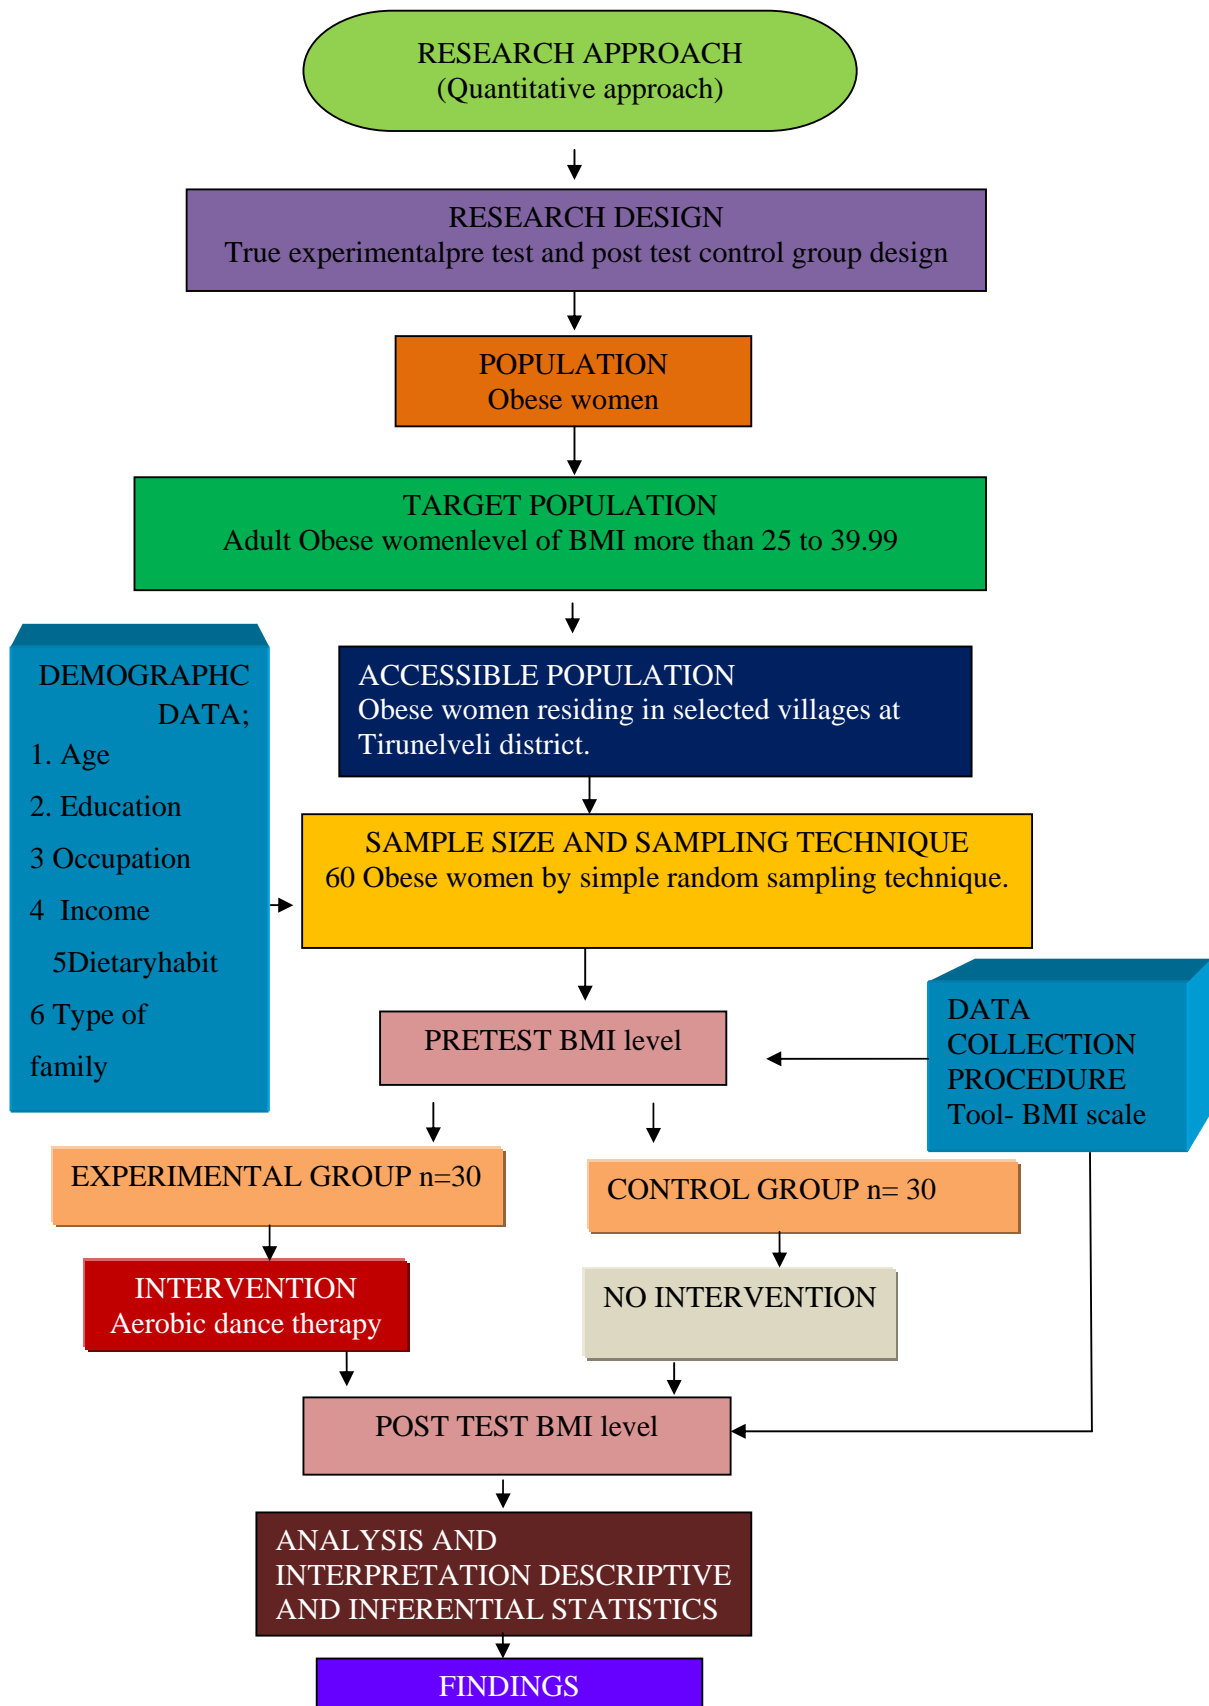 RESEARCH APPROACH
(Quantitative approach)
RESEARCH DESIGN
True experimentalpre test and post test control group design
POPULATION
Obese women
TARGET POPULATION
Adult Obese womenlevel of BMI more than 25 to 39.99
DEMOGRAPHC
DATA;
1. Age
2. Education
3 Occupation
4  Income
5Dietaryhabit
6 Type of
family
ACCESSIBLE POPULATION
Obese women residing in selected villages at
Tirunelveli district.
SAMPLE SIZE AND SAMPLING TECHNIQUE
60 Obese women by simple random sampling technique.
PRETEST BMI level
DATA
COLLECTION
PROCEDURE
Tool- BMI scale
EXPERIMENTAL GROUP n=30
CONTROL GROUP n= 30
INTERVENTION
Aerobic dance therapy
NO INTERVENTION
POST TEST BMI level
ANALYSIS AND
INTERPRETATION DESCRIPTIVE
AND INFERENTIAL STATISTICS
FINDINGS